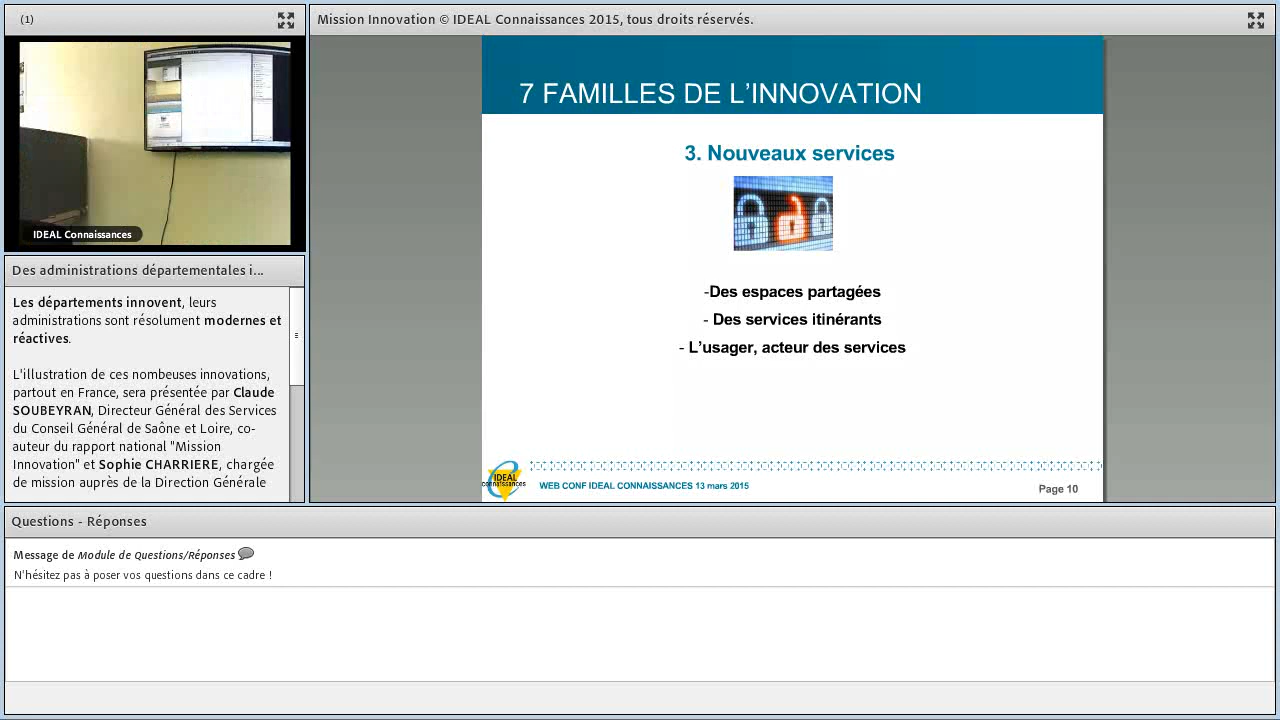 (1)
IDEAL Connaissances
Des administrations départementales i...
Les départements innovent, leurs
administrations sont résolument modernes et
réactives.
L'illustration de ces nombeuses innovations,
partout en France, sera présentée par Claude
SOUBEYRAN, Directeur Général des Services
du Conseil Général de Saône et Loire, co-
auteur du rapport national "Mission
Innovation" et Sophie CHARRIERE, chargée
de mission auprès de la Direction Générale
Mission Innovation © IDEAL Connaissances 2015, tous droits réservés.
7 FAMILLES DE L'INNOVATION
3. Nouveaux services
-Des espaces partagées
- Des services itinérants
- L'usager, acteur des services
IDEAL
connaissances
WEB CONF IDEAL CONNAISSANCES 13 mars 2015
Page 10
Questions - Réponses
Message de Module de Questions/Réponses
N'hésitez pas à poser vos questions dans ce cadre !